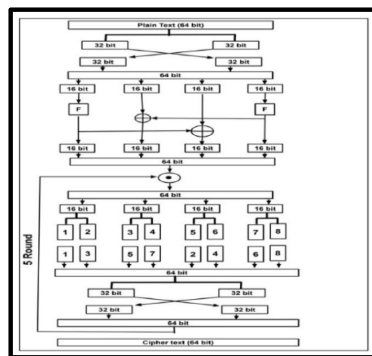 Plain Text (64 bit)
32 bit 32 bit
32 bit 32 bit
64 bit
16 bit 16 bit 16 bit 16 bit
F F
16 bit 16 bit 16 bit 16 bit
64 bit
64 bit
16 bit 16 bit 16 bit 16 bit
1 2 3 4 5 6 7 8
1 3 5 7 2 4 6 8
64 bit
32 bit 32 bit
32 bit 32 bit
64 bit
Cipher text (64 bit)
5 Round